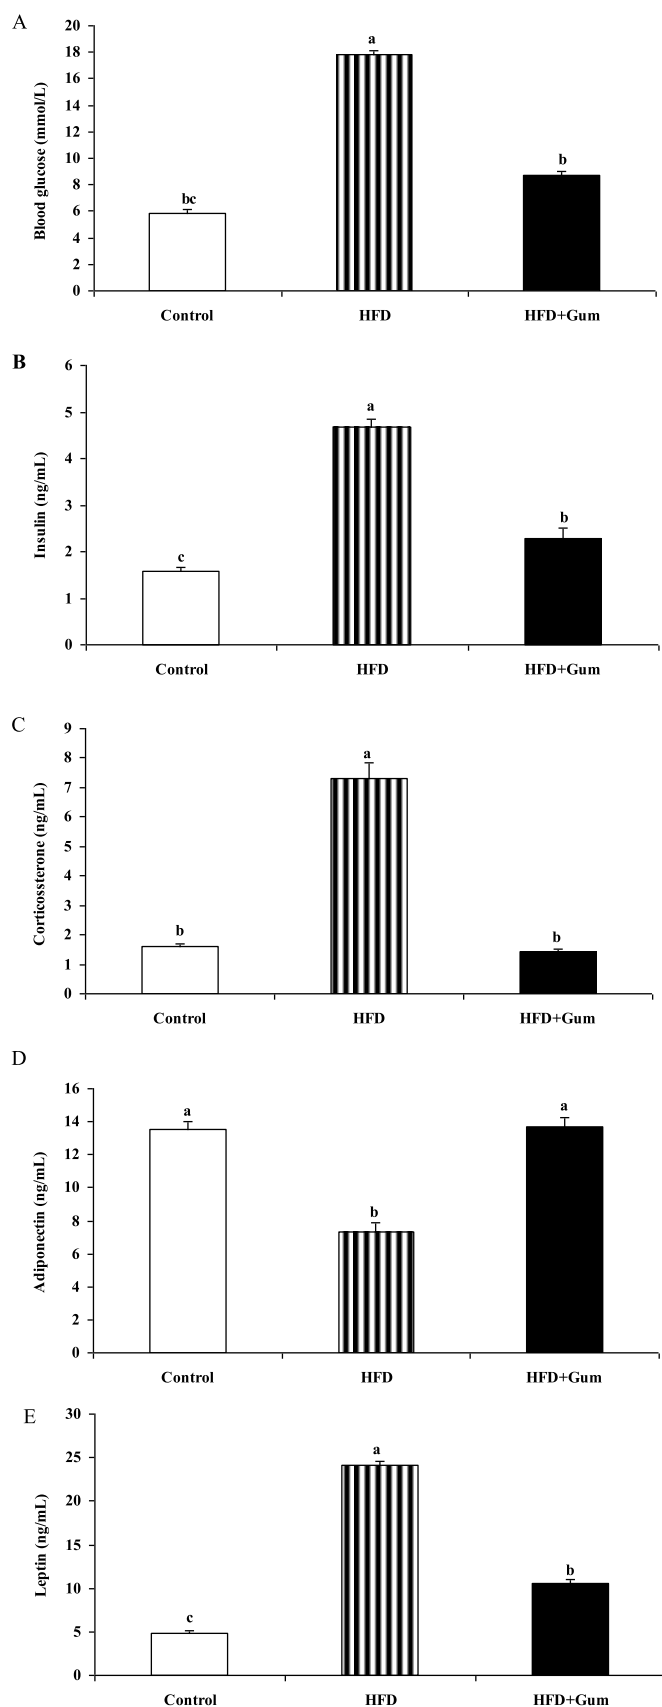 A
Blood glucose (mmol/L)
20
18
16
14
12
10
8
6
4
2
0
bc
a
b
Control HFD HFD+Gum
B
Insulin (ng/mL)
6
5
4
3
2
1
0
c
a
b
Control HFD HFD+Gum
C
Corticossterone (ng/mL)
9
8
7
6
5
4
3
2
1
0
b
a
b
Control HFD HFD+Gum
D
Adiponectin (ng/mL)
16
14
12
10
8
6
4
2
0
a
b
a
Control HFD HFD+Gum
E
Leptin (ng/mL)
30
25
20
15
10
5
0
c
a
b
Control HFD HFD+Gum